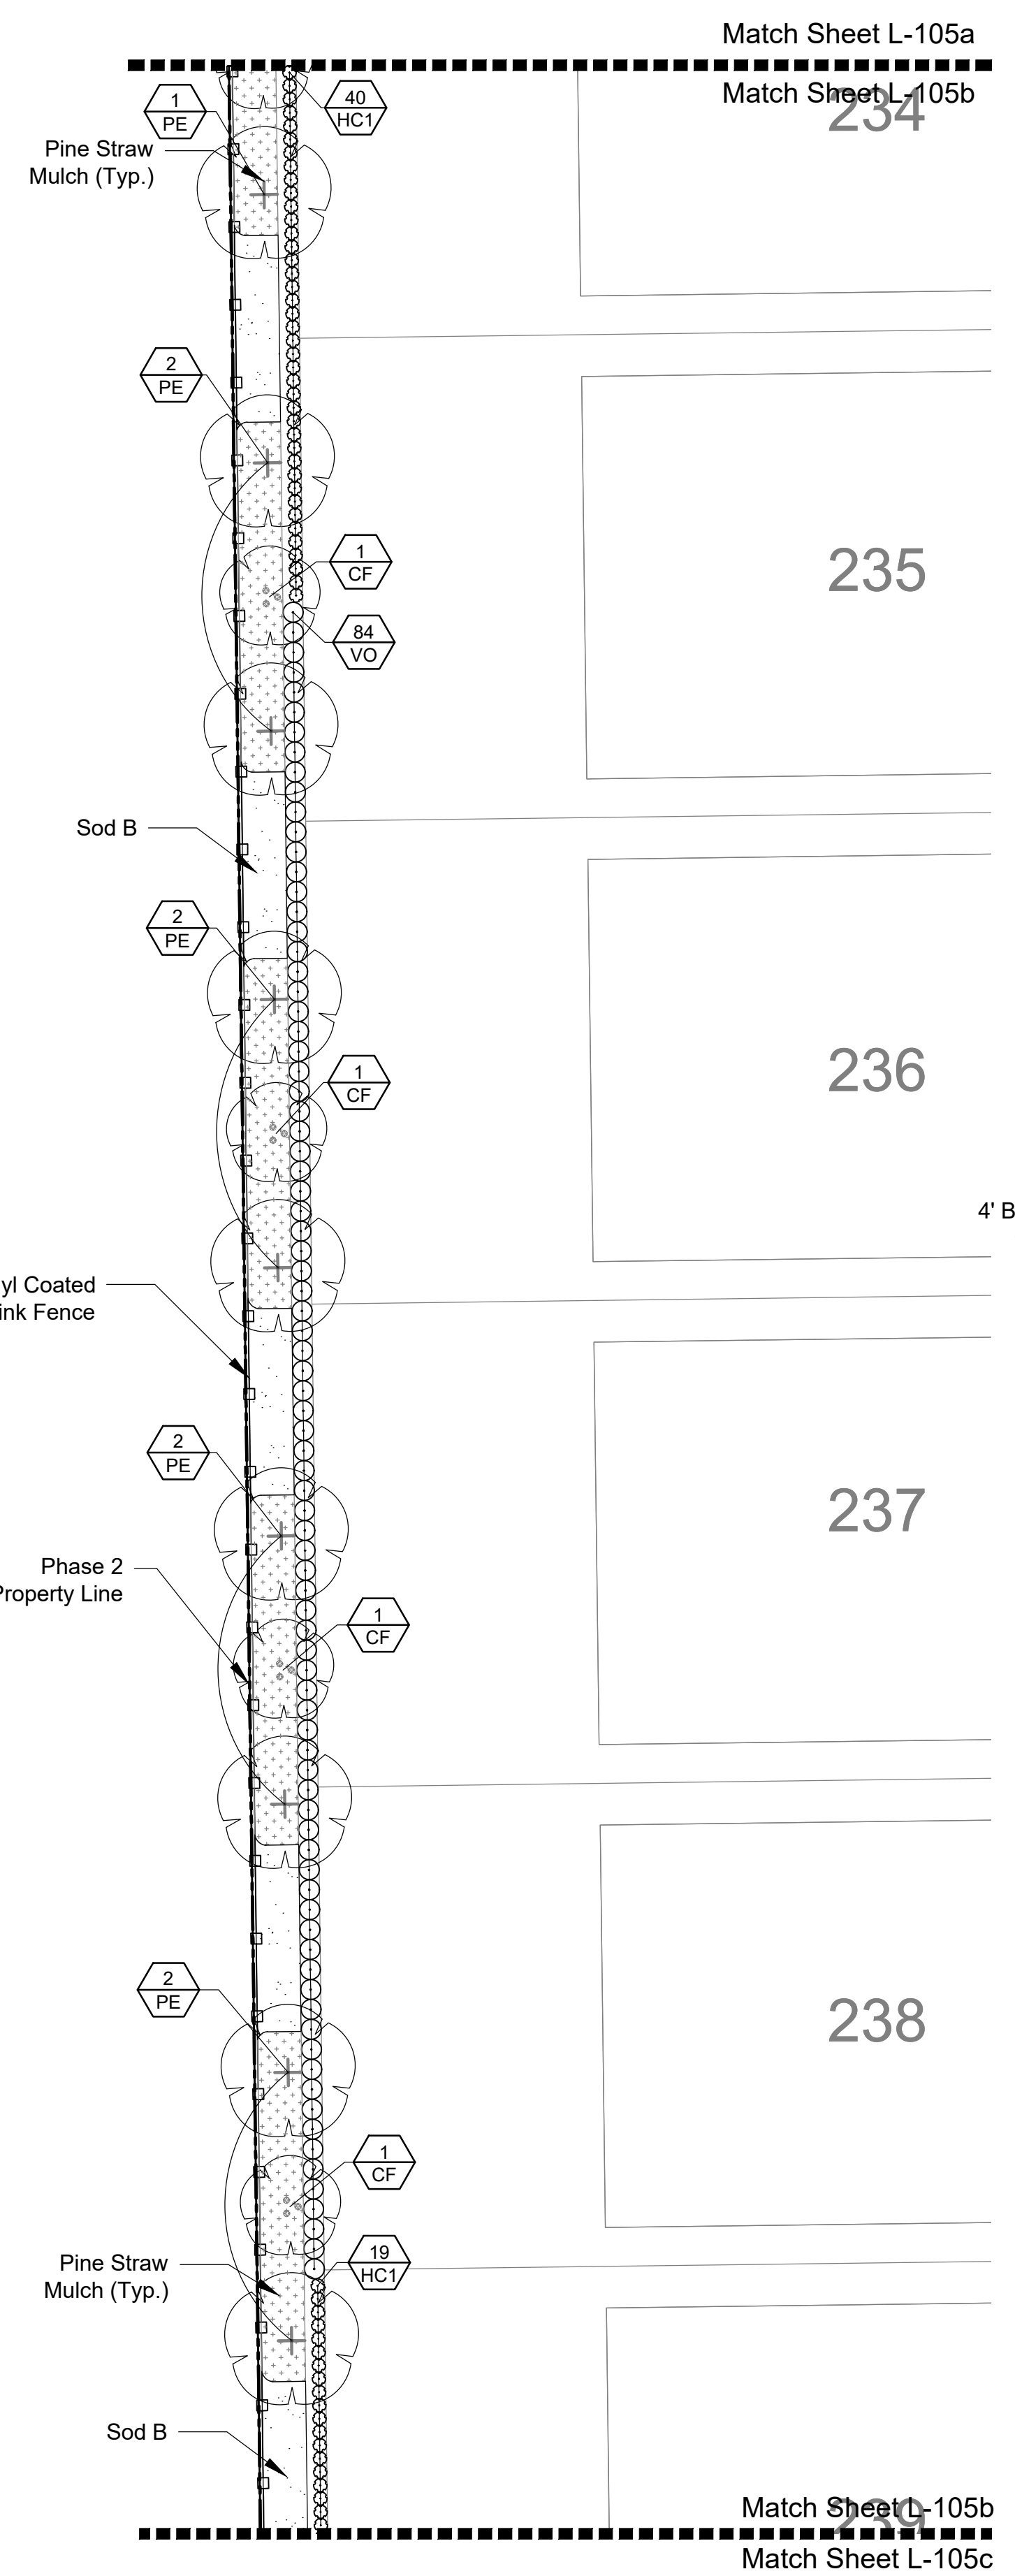 Match Sheet L-105a
Match Sheet L-105b
234
1
PE
40
HC1
Pine Straw
Mulch (Typ.)
2
PE
1
CF
235
84
VO
Sod B
2
PE
1
CF
236
4' B
yl Coated
ink Fence
2
PE
237
Phase 2
Property Line
1
CF
2
PE
238
1
CF
19
HC1
Pine Straw
Mulch (Typ.)
Sod B
Match Sheet L-105b
239
Match Sheet L-105c